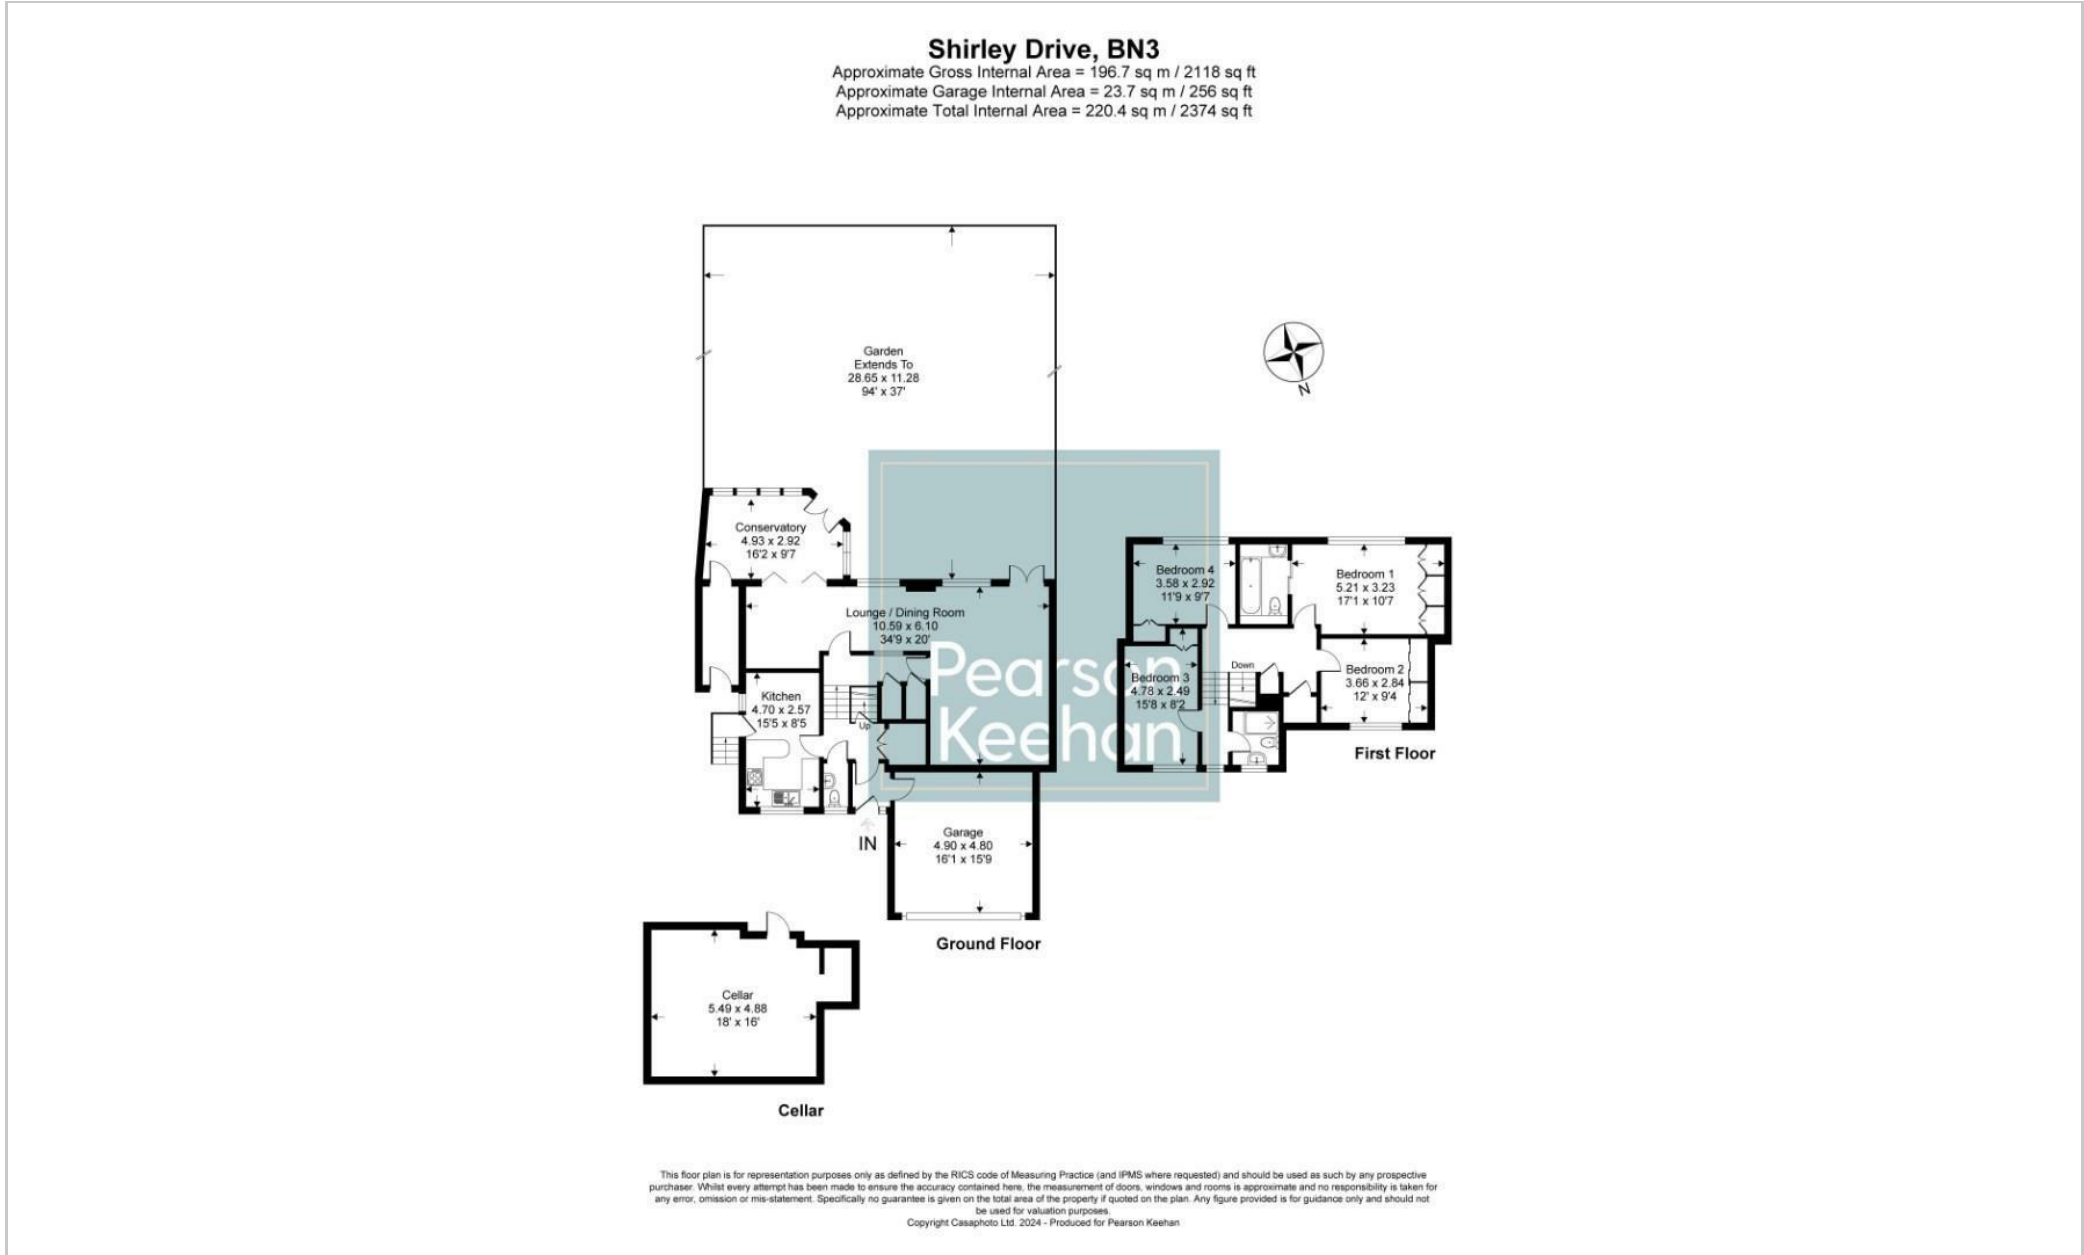 Shirley Drive, BN3
Approximate Gross Internal Area = 196.7 sq m / 2118 sq ft
Approximate Garage Internal Area = 23.7 sq m / 256 sq ft
Approximate Total Internal Area = 220.4 sq m / 2374 sq ft
Garden
Extends To
28.65 x 11.28
94' x 37'
N
Conservatory
4.93 x 2.92
16'2 x 9'7
Lounge / Dining Room
10.59 x 6.10
34'9 x 20'
Kitchen
4.70 x 2.57
15'5 x 8'5
Up
IN
Garage
4.90 x 4.80
16'1 x 15'9
Ground Floor
Pearson
Keehan
Bedroom 4
3.58 x 2.92
11'9 x 9'7
Bedroom 1
5.21 x 3.23
17'1 x 10'7
Bedroom 3
4.78 x 2.49
15'8 x 8'2
Down
Bedroom 2
3.66 x 2.84
12' x 9'4
First Floor
Cellar
5.49 x 4.88
18' x 16'
Cellar
This floor plan is for representation purposes only as defined by the RICS code of Measuring Practice (and IPMS where requested) and should be used as such by any prospective
purchaser. Whilst every attempt has been made to ensure the accuracy contained here, the measurement of doors, windows and rooms is approximate and no responsibility is taken for
any error, omission or mis-statement. Specifically no guarantee is given on the total area of the property if quoted on the plan. Any figure provided is for guidance only and should not
be used for valuation purposes.
Copyright Casaphoto Ltd. 2024 - Produced for Pearson Keehan